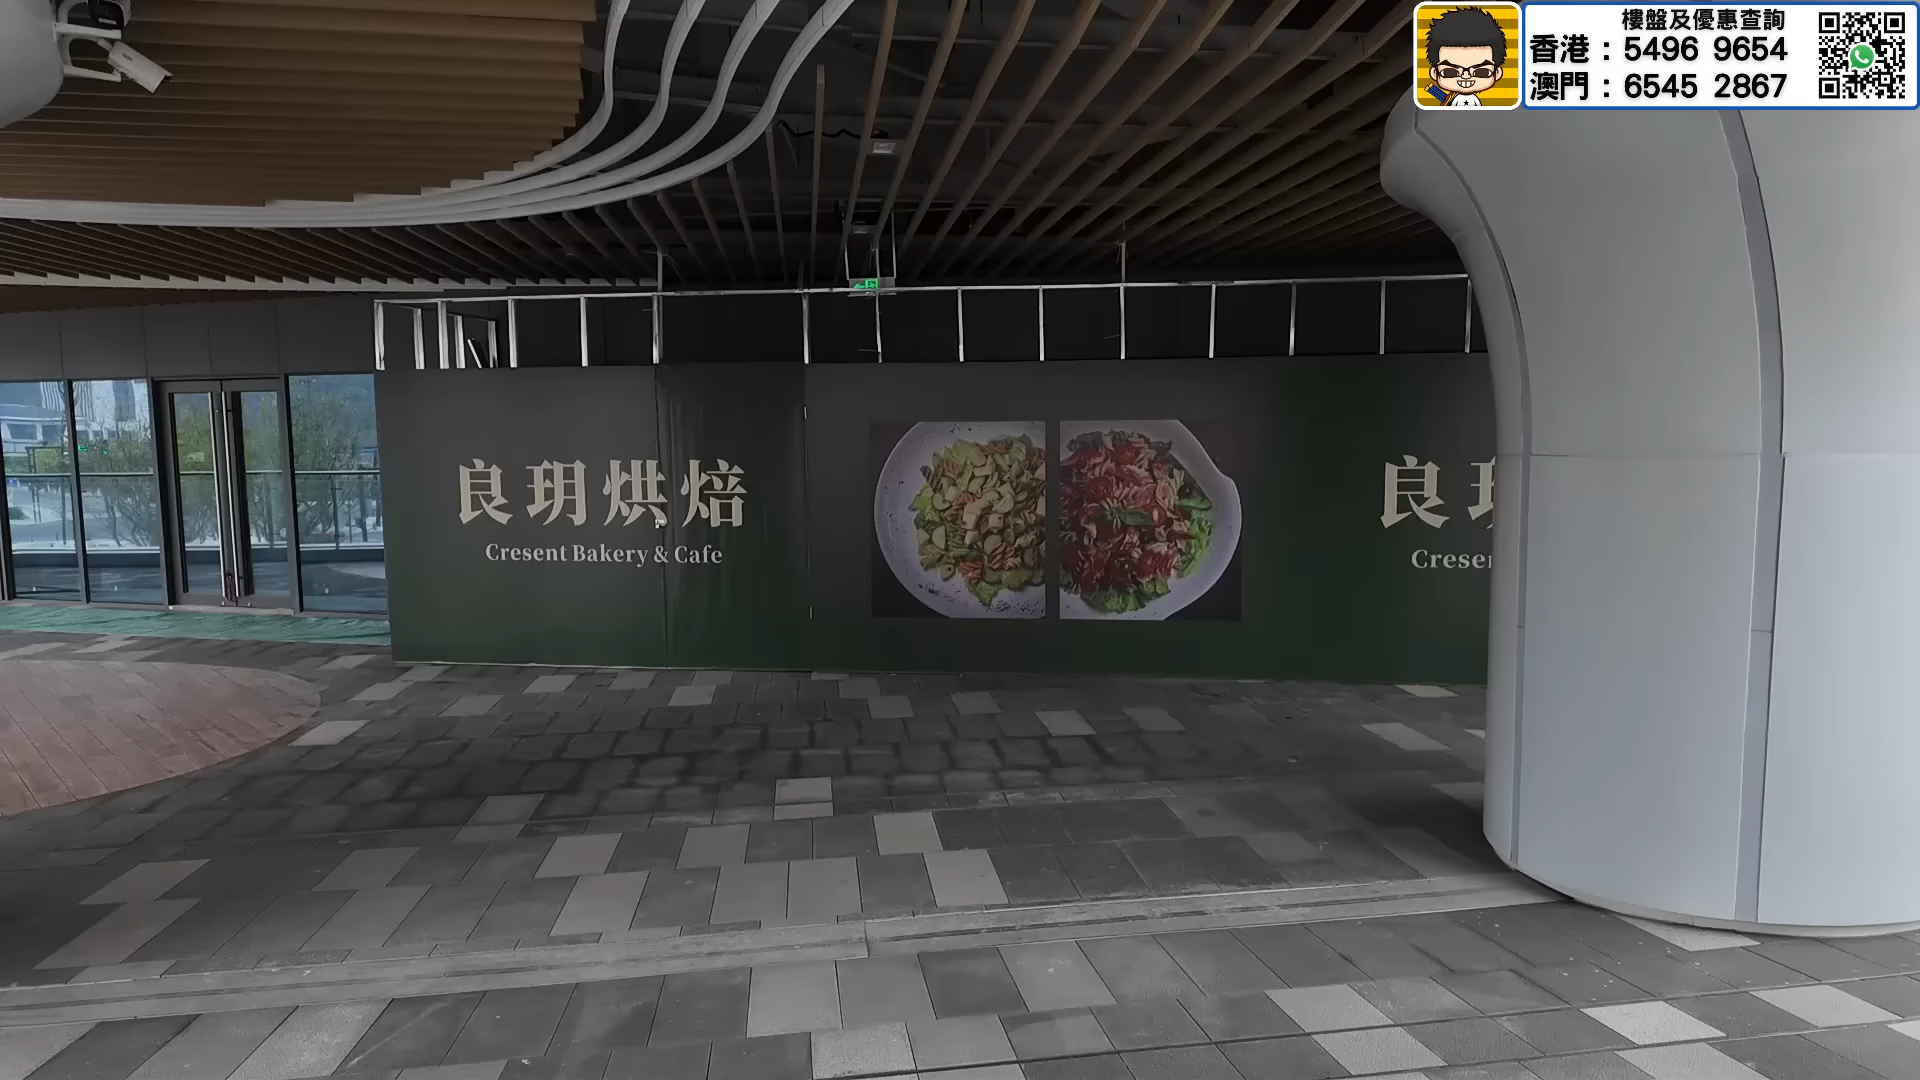 樓盤及優惠查詢
香港：5496 9654
澳門：6545 2867
良玥烘焙
Cresent Bakery & Cafe
良
Creser